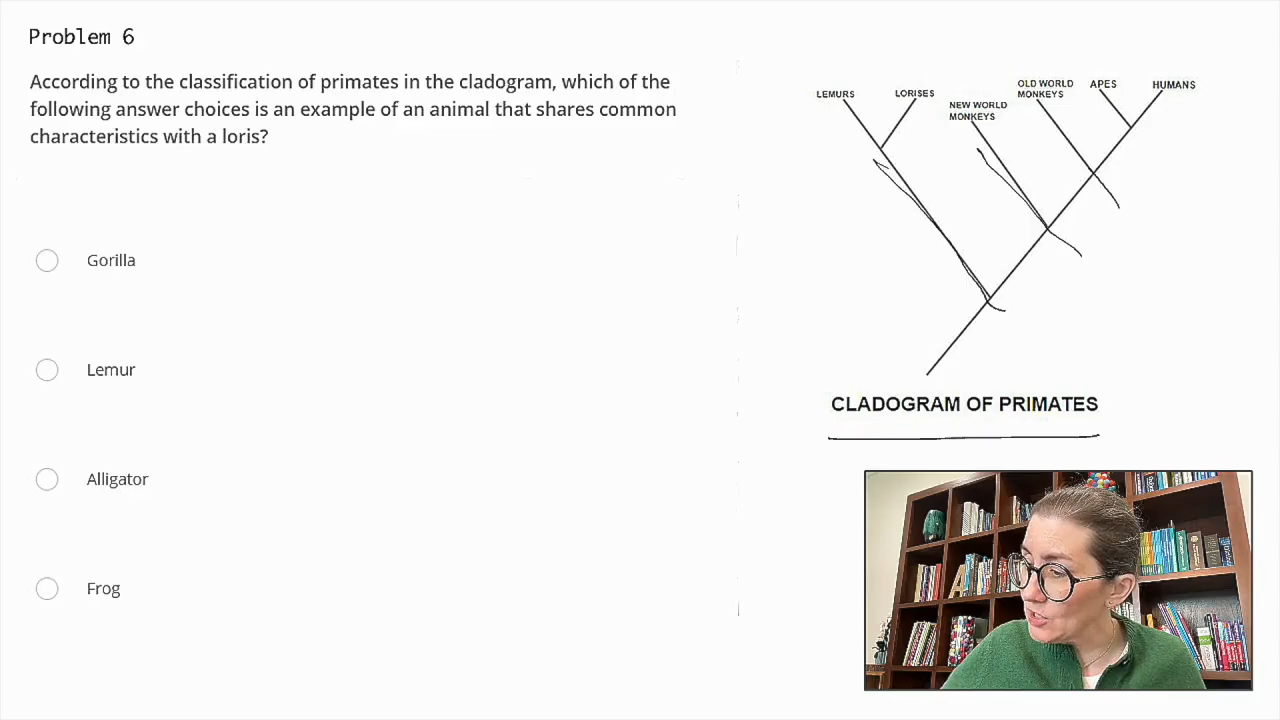 Problem 6
According to the classification of primates in the cladogram, which of the
following answer choices is an example of an animal that shares common
characteristics with a loris?
Gorilla
Lemur
Alligator
Frog
LEMURS
LORISES
NEW WORLD
MONKEYS
OLD WORLD
MONKEYS
APES
HUMANS
CLADOGRAM OF PRIMATES